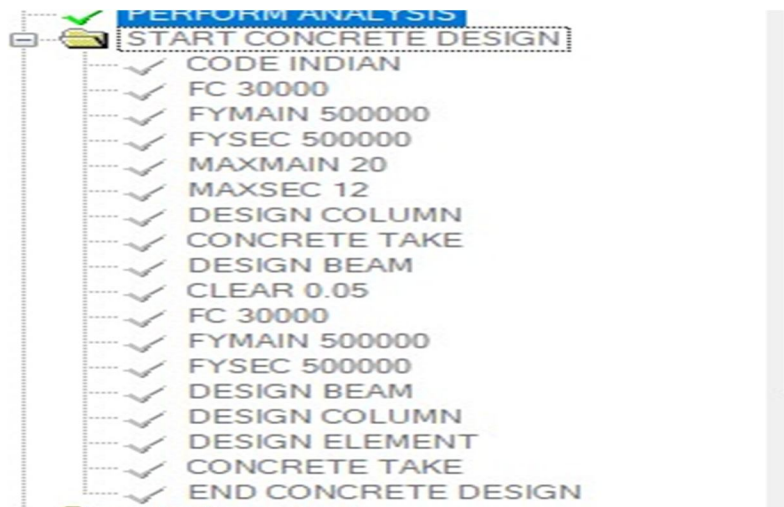 PERFORM ANALYSIS
START CONCRETE DESIGN
CODE INDIAN
FC 30000
FYMAIN 500000
FYSEC 500000
MAXMAIN 20
MAXSEC 12
DESIGN COLUMN
CONCRETE TAKE
DESIGN BEAM
CLEAR 0.05
FC 30000
FYMAIN 500000
FYSEC 500000
DESIGN BEAM
DESIGN COLUMN
DESIGN ELEMENT
CONCRETE TAKE
END CONCRETE DESIGN